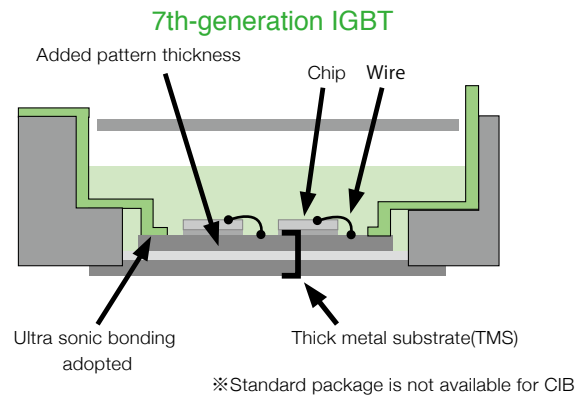 7th-generation IGBT
Added pattern thickness
Chip
Wire
Ultra sonic bonding
adopted
Thick metal substrate(TMS)
※Standard package is not available for CIB